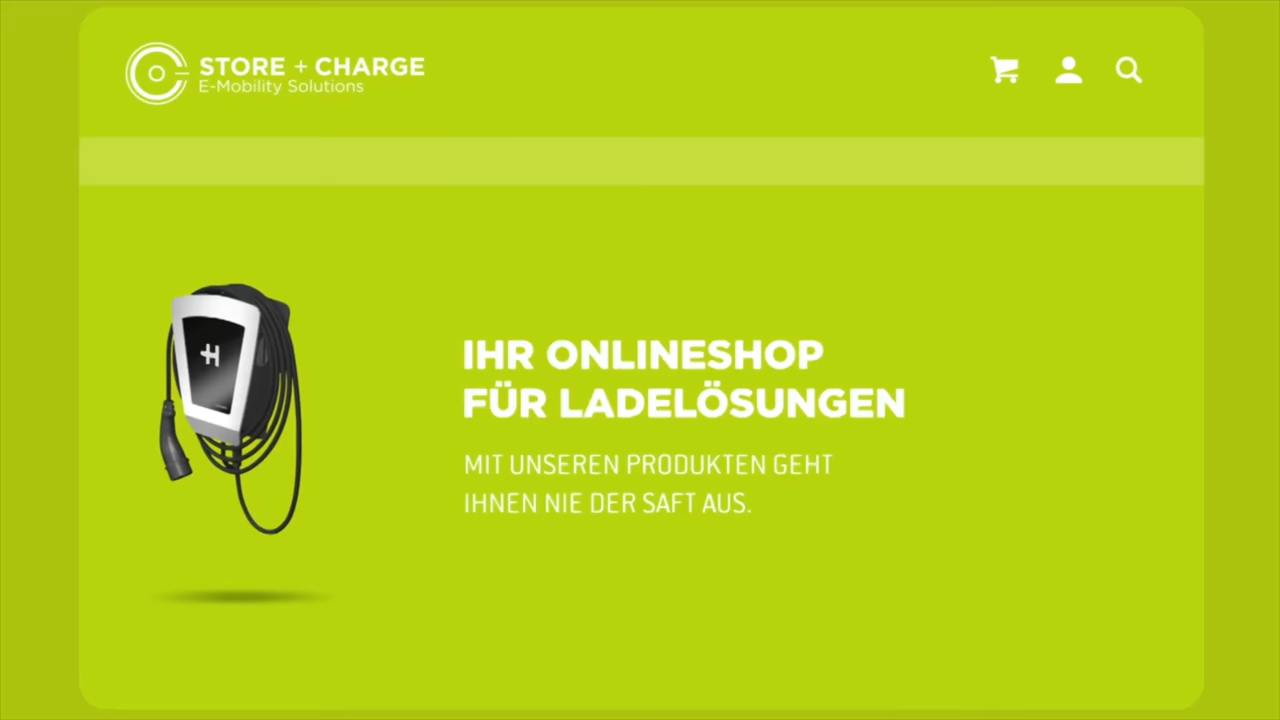 STORE + CHARGE
E-Mobility Solutions
IHR ONLINESHOP
FÜR LADELÖSUNGEN
MIT UNSEREN PRODUKTEN GEHT
IHNEN NIE DER SAFT AUS.